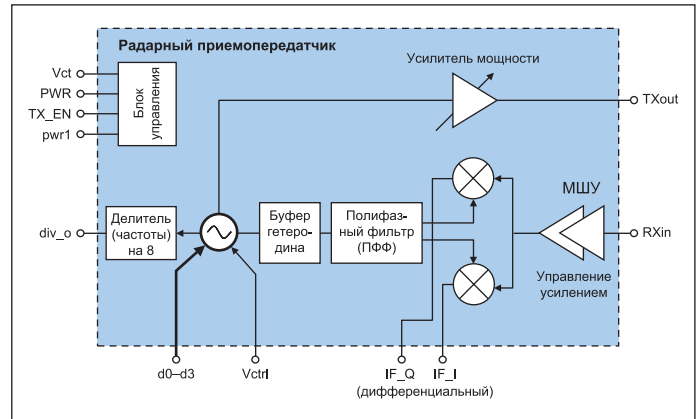 Радарный приемопередатчик
Vct
PWR
TX_EN
pwr1
Блок
управления
Усилитель мощности
TXout
div_o
Делитель
(частоты)
на 8
Буфер
гетеро-
дина
Полифаз-
ный фильтр
(ПФФ)
МШУ
RXin
Управление
усилением
d0–d3
Vctrl
IF_Q
IF_I
(дифференциальный)